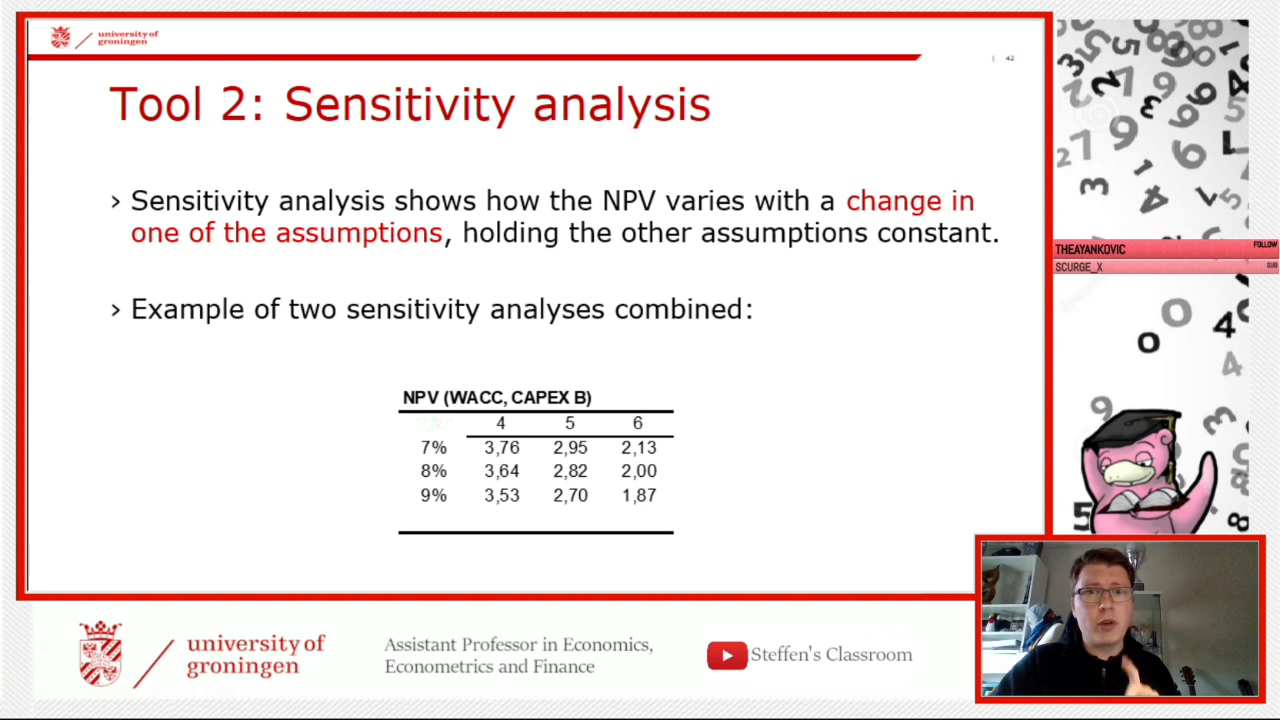 university of
groningen
| 42
Tool 2: Sensitivity analysis
› Sensitivity analysis shows how the NPV varies with a change in
one of the assumptions, holding the other assumptions constant.
› Example of two sensitivity analyses combined:
NPV (WACC, CAPEX B)
4 5 6
7% 3,76 2,95 2,13
8% 3,64 2,82 2,00
9% 3,53 2,70 1,87
THEAYANKOVIC FOLLOW
SCURGE_X SUB
university of
groningen
Assistant Professor in Economics,
Econometrics and Finance
Steffen's Classroom